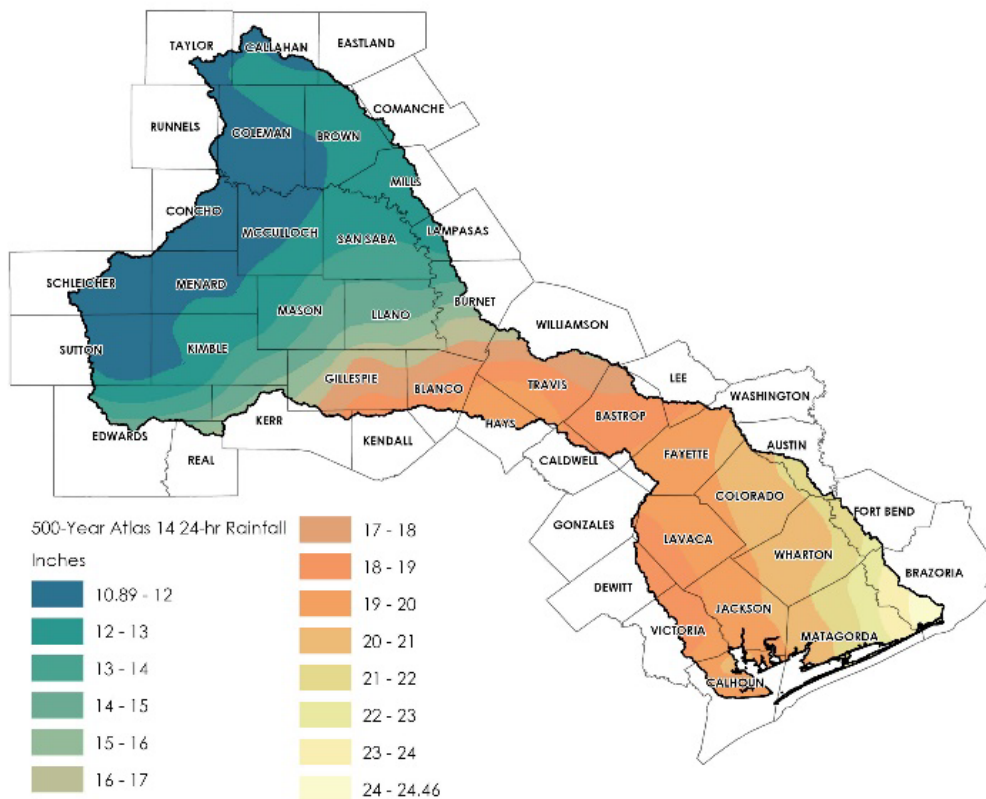 TAYLOR
CALLAHAN
EASTLAND
COMANCHE
RUNNELS
COLEMAN
BROWN
MILLS
CONCHO
MCCULLOCH
SAN SABA
LAMPASAS
SCHLEICHER
MENARD
MASON
LLANO
BURNET
WILLIAMSON
SUTTON
KIMBLE
GILLESPIE
BLANCO
TRAVIS
LEE
WASHINGTON
BASTROP
EDWARDS
KERR
KENDALL
HAYS
AUSTIN
REAL
CALDWELL
FAYETTE
COLORADO
FORT BEND
GONZALES
LAVACA
WHARTON
BRAZORIA
DEWITT
JACKSON
VICTORIA
MATAGORDA
CALHOUN
500-Year Atlas 14 24-hr Rainfall
Inches
10.89 - 12
12 - 13
13 - 14
14 - 15
15 - 16
16 - 17
17 - 18
18 - 19
19 - 20
20 - 21
21 - 22
22 - 23
23 - 24
24 - 24.46